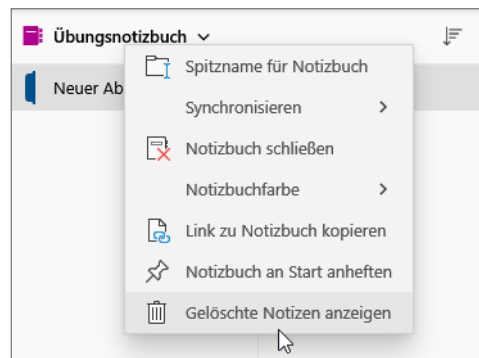 Übungsnotizbuch
Neuer Ab
Spitzname für Notizbuch
Synchronisieren
Notizbuch schließen
Notizbuchfarbe
Link zu Notizbuch kopieren
Notizbuch an Start anheften
Gelöschte Notizen anzeigen